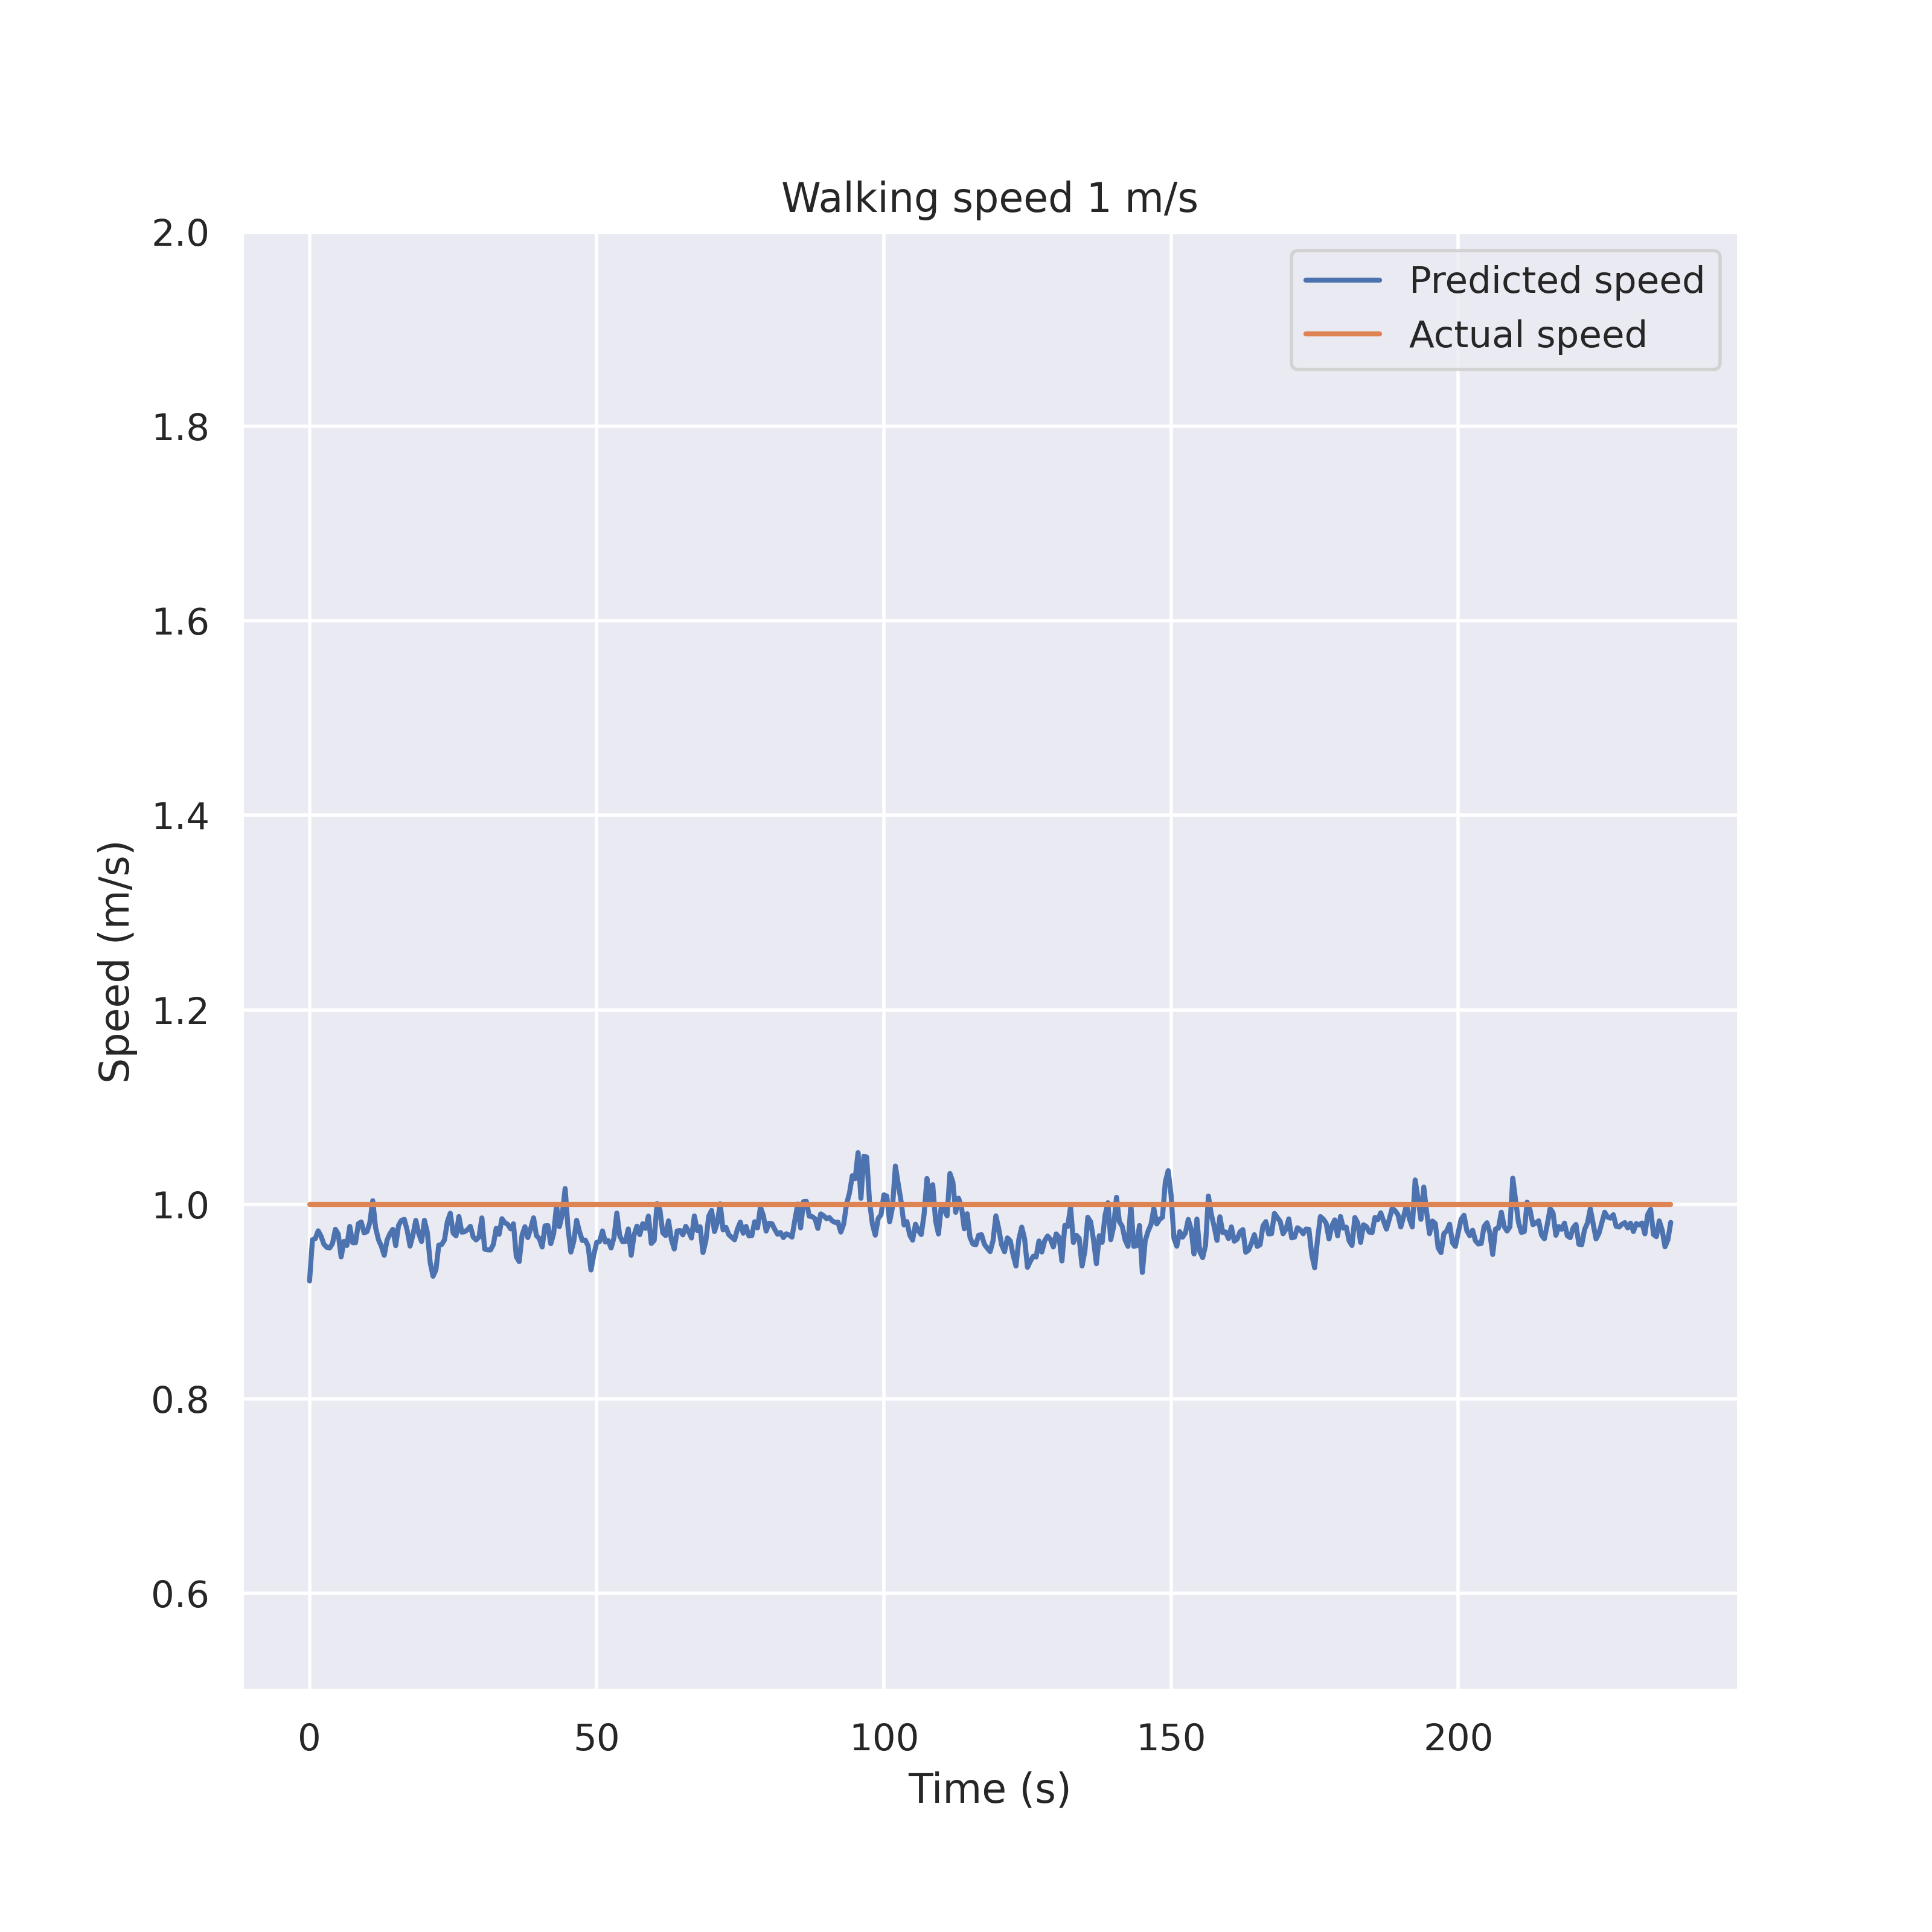 Walking speed 1 m/s
2.0
1.8
1.6
1.4
1.2
1.0
0.8
0.6
Speed (m/s)
Predicted speed
Actual speed
0 50 100 150 200
Time (s)